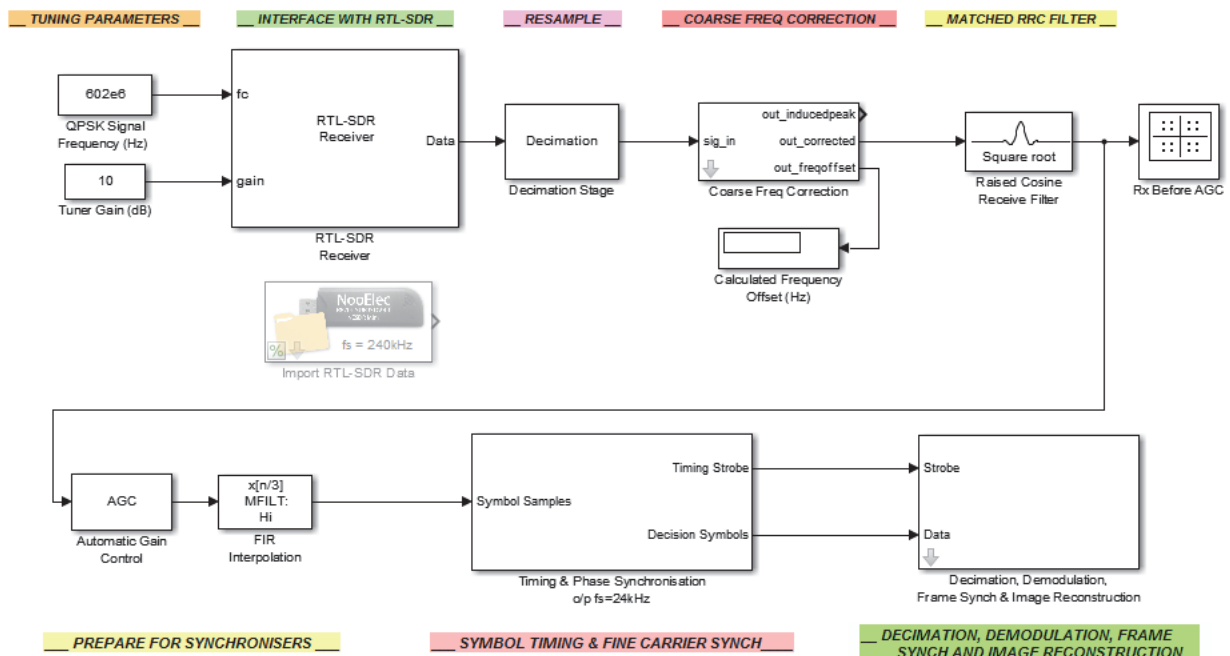 __ TUNING PARAMETERS __
__ INTERFACE WITH RTL-SDR __
__ RESAMPLE __
__ COARSE FREQ CORRECTION __
__ MATCHED RRC FILTER __
602e6
QPSK Signal
Frequency (Hz)
10
Tuner Gain (dB)
fc
gain
RTL-SDR
Receiver
Data
RTL-SDR
Receiver
Decimation
Decimation Stage
sig_in
out_inducedpeak
out_corrected
out_freqoffset
Coarse Freq Correction
Calculated Frequency
Offset (Hz)
Square root
Raised Cosine
Receive Filter
Rx Before AGC
NooElec
fs = 240kHz
Import RTL-SDR Data
AGC
Automatic Gain
Control
x[n/3]
MFILT:
Hi
FIR
Interpolation
Symbol Samples
Timing Strobe
Decision Symbols
Timing & Phase Synchronisation
o/p fs=24kHz
Strobe
Data
Decimation, Demodulation,
Frame Synch & Image Reconstruction
___ PREPARE FOR SYNCHRONISERS ___
___ SYMBOL TIMING & FINE CARRIER SYNCH___
__ DECIMATION, DEMODULATION, FRAME
SYNCH AND IMAGE RECONSTRUCTION